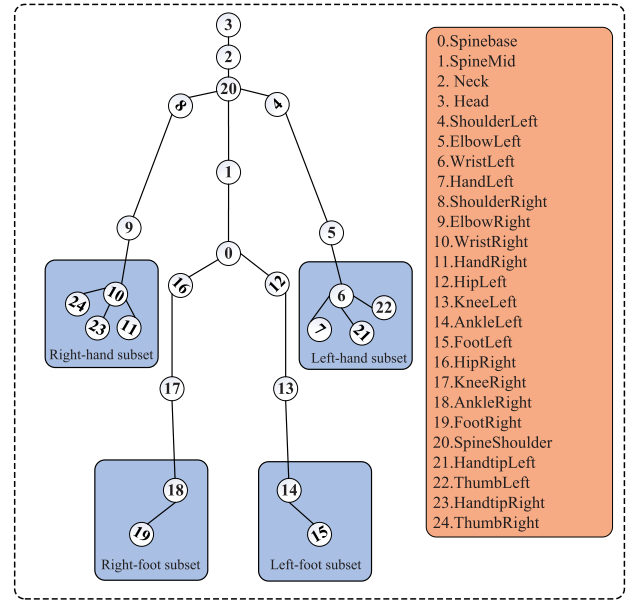 3
2
20
8
4
1
9
5
0
10
24
23
11
Right-hand subset
16
12
6
22
7
21
Left-hand subset
17
13
18
19
Right-foot subset
14
15
Left-foot subset
0.Spinebase
1.SpineMid
2. Neck
3. Head
4.ShoulderLeft
5.ElbowLeft
6.WristLeft
7.HandLeft
8.ShoulderRight
9.ElbowRight
10.WristRight
11.HandRight
12.HipLeft
13.KneeLeft
14.AnkleLeft
15.FootLeft
16.HipRight
17.KneeRight
18.AnkleRight
19.FootRight
20.SpineShoulder
21.HandtipLeft
22.ThumbLeft
23.HandtipRight
24.ThumbRight